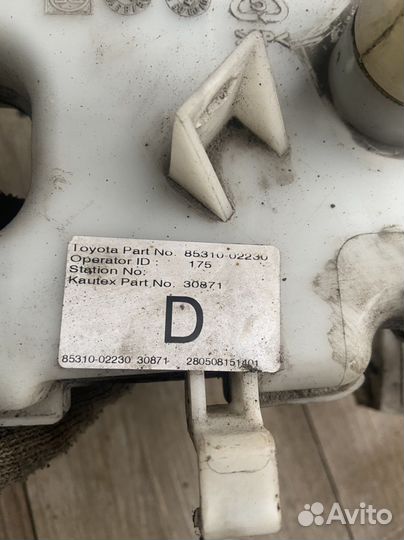 Toyota Part No. 85310-02230
Operator ID : 175
Station No:
Kautex Part No. 30871
D
85310-02230 30871 280508151401
Avito